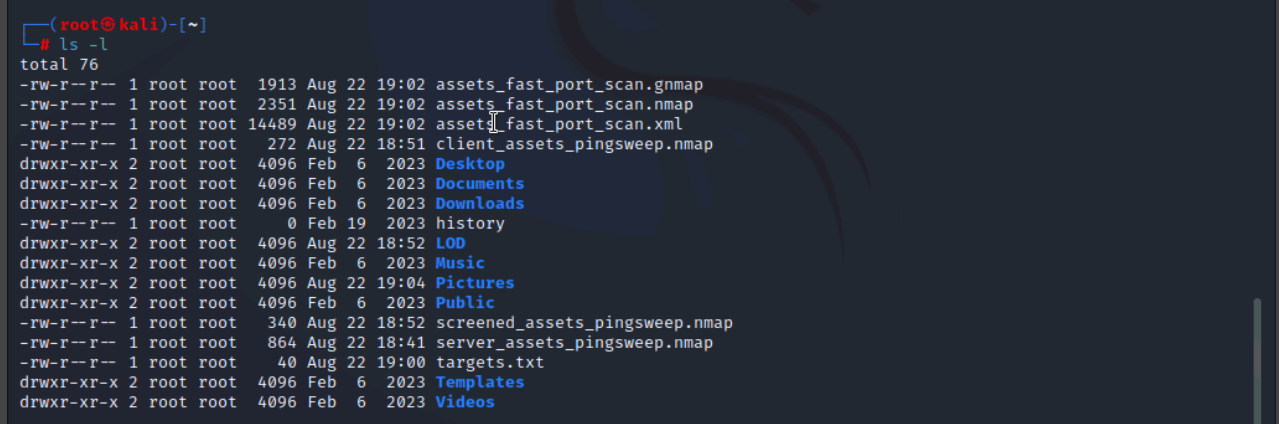 ┌──(root㉿kali)-[~]
└─# ls -l
total 76
-rw-r--r-- 1 root root  1913 Aug 22 19:02 assets_fast_port_scan.gnmap
-rw-r--r-- 1 root root  2351 Aug 22 19:02 assets_fast_port_scan.nmap
-rw-r--r-- 1 root root 14489 Aug 22 19:02 assets_fast_port_scan.xml
-rw-r--r-- 1 root root   272 Aug 22 18:51 client_assets_pingsweep.nmap
drwxr-xr-x 2 root root  4096 Feb  6  2023 Desktop
drwxr-xr-x 2 root root  4096 Feb  6  2023 Documents
drwxr-xr-x 2 root root  4096 Feb  6  2023 Downloads
-rw-r--r-- 1 root root     0 Feb 19  2023 history
drwxr-xr-x 2 root root  4096 Aug 22 18:52 LOD
drwxr-xr-x 2 root root  4096 Feb  6  2023 Music
drwxr-xr-x 2 root root  4096 Aug 22 19:04 Pictures
drwxr-xr-x 2 root root  4096 Feb  6  2023 Public
-rw-r--r-- 1 root root   340 Aug 22 18:52 screened_assets_pingsweep.nmap
-rw-r--r-- 1 root root   864 Aug 22 18:41 server_assets_pingsweep.nmap
-rw-r--r-- 1 root root    40 Aug 22 19:00 targets.txt
drwxr-xr-x 2 root root  4096 Feb  6  2023 Templates
drwxr-xr-x 2 root root  4096 Feb  6  2023 Videos